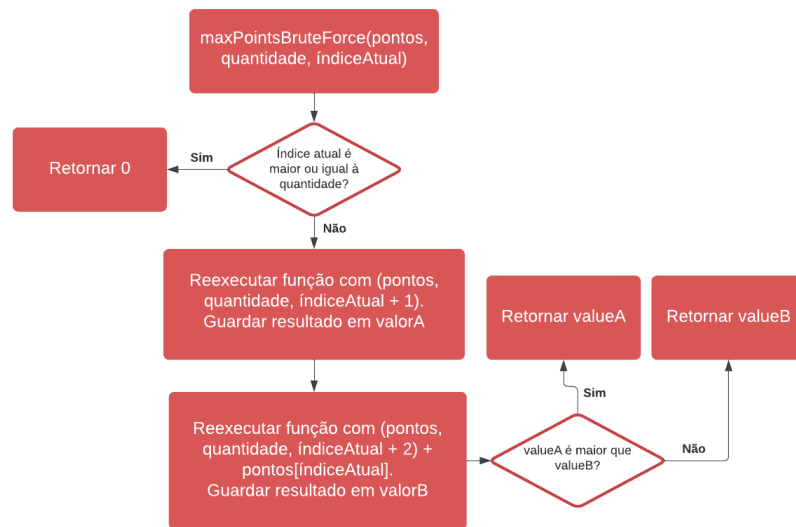 maxPointsBruteForce(pontos,
quantidade, índiceAtual)
Índice atual é
maior ou igual à
quantidade?
Sim
Retornar 0
Não
Reexecutar função com (pontos,
quantidade, índiceAtual + 1).
Guardar resultado em valorA
Reexecutar função com (pontos,
quantidade, índiceAtual + 2) +
pontos[índiceAtual].
Guardar resultado em valorB
valueA é maior que
valueB?
Sim
Retornar valueA
Não
Retornar valueB